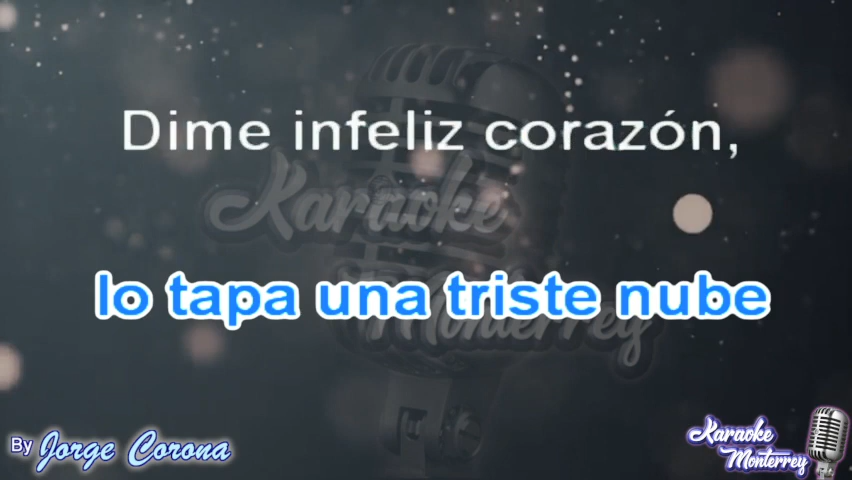 Dime infeliz corazón,
Karaoke
lo tapa una triste nube
Monterrey
By Jorge Corona
Karaoke
Monterrey